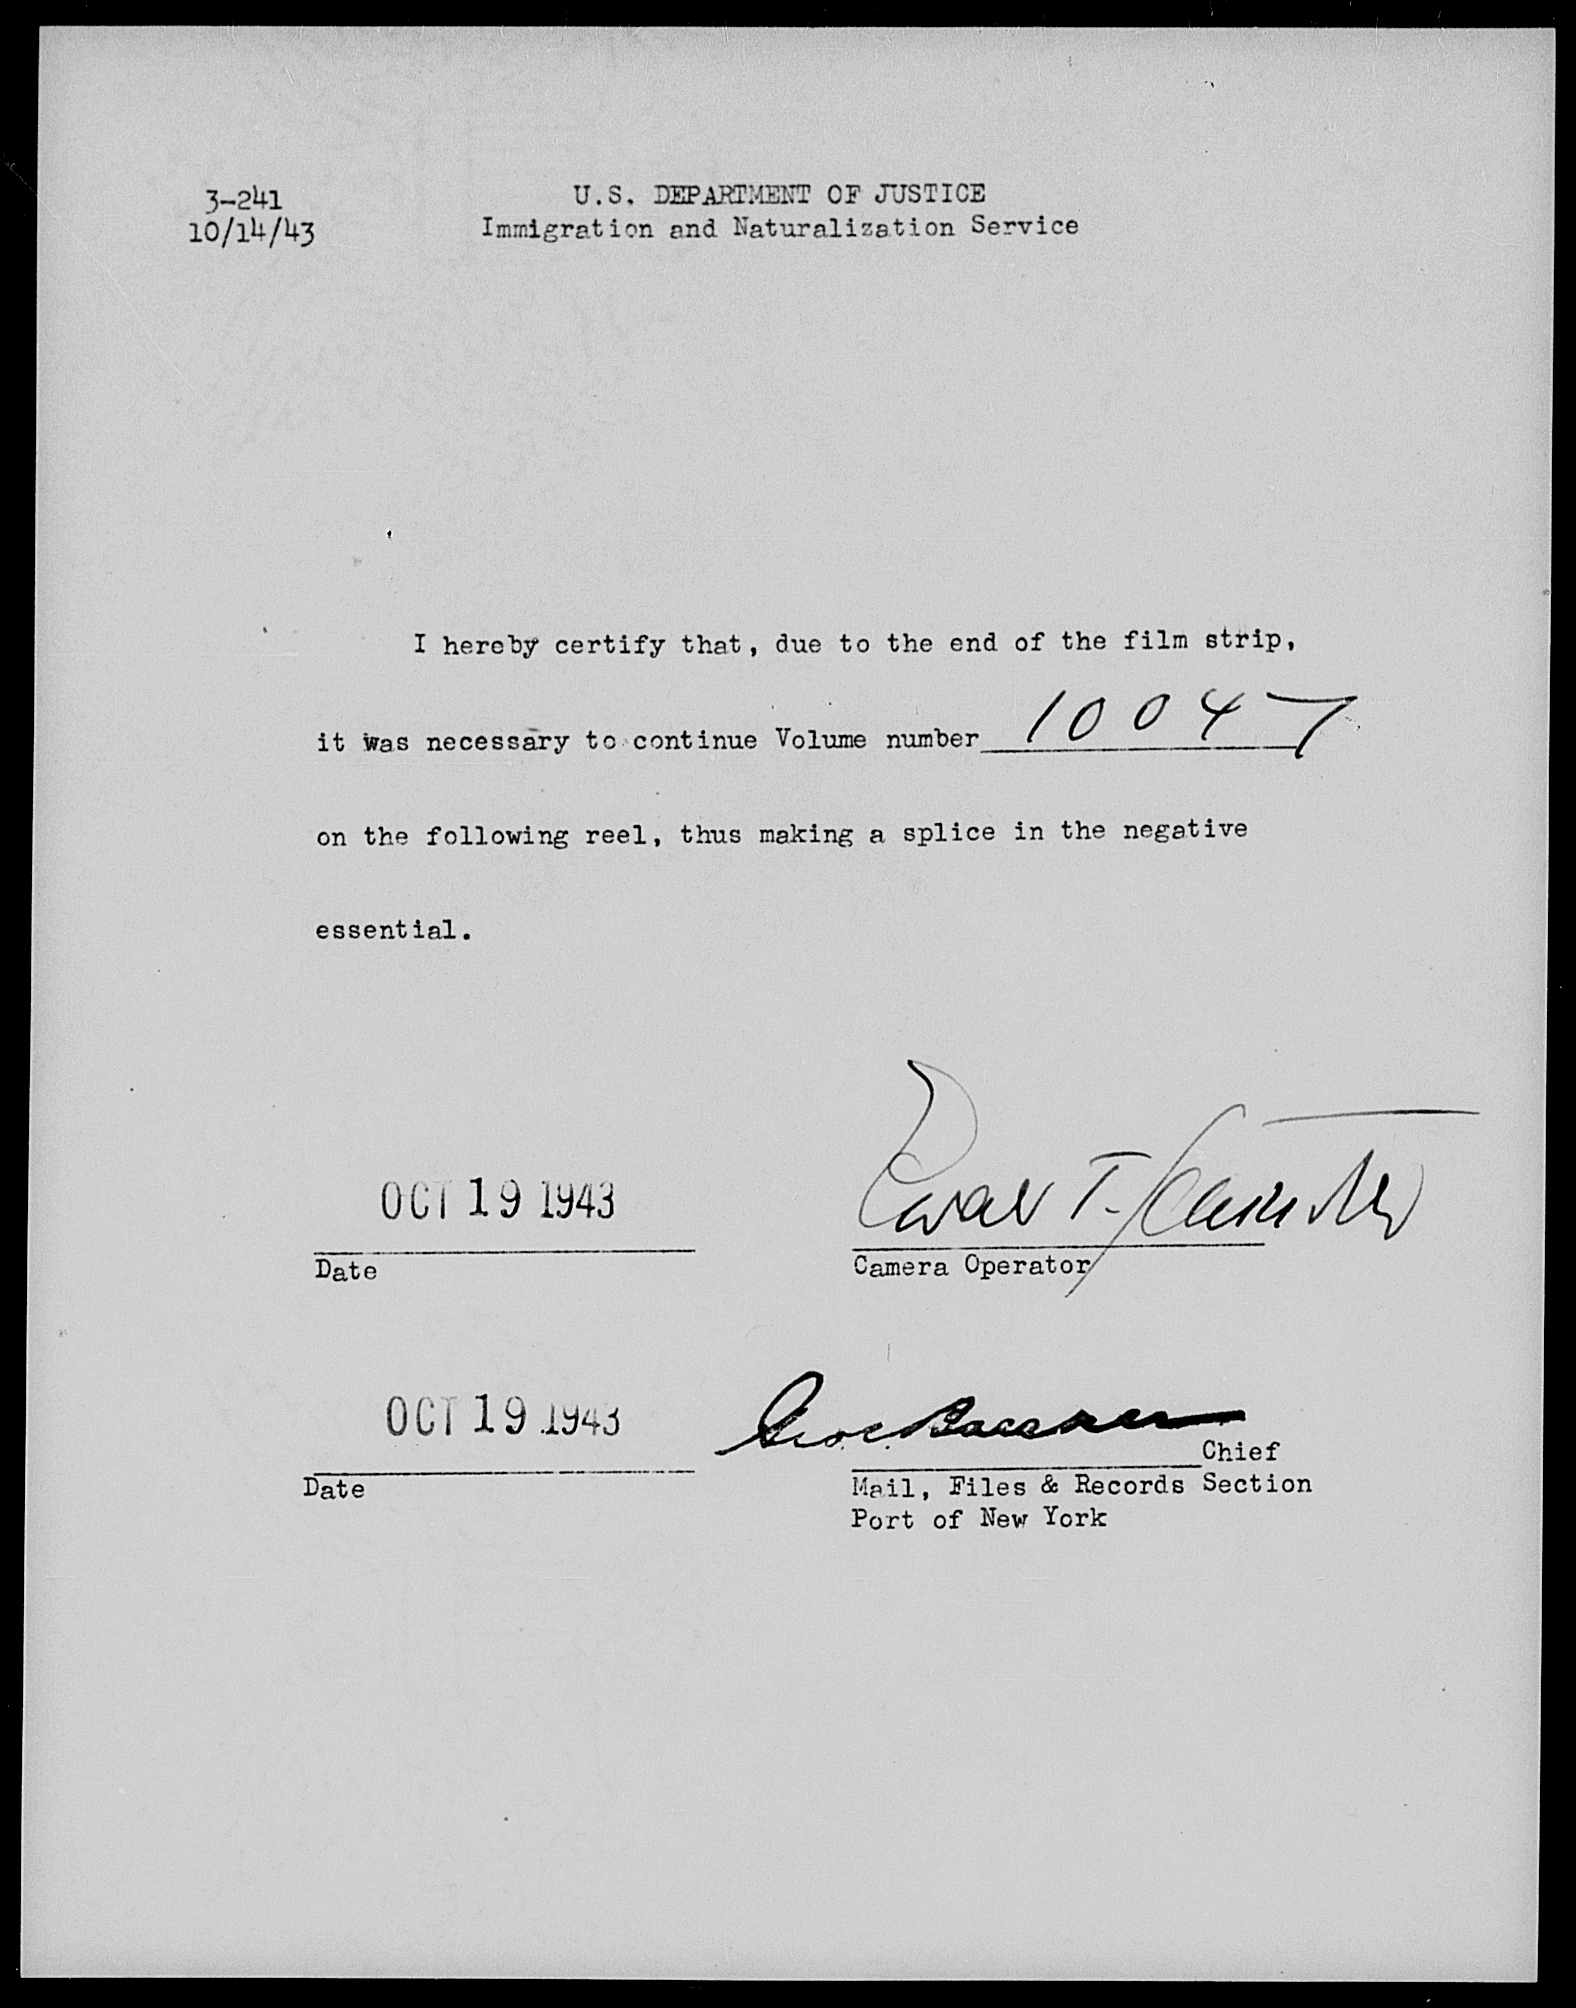 3-241
10/14/43
U.S. DEPARTMENT OF JUSTICE
Immigration and Naturalization Service
I hereby certify that, due to the end of the film strip,
it was necessary to continue Volume number 10047
on the following reel, thus making a splice in the negative
essential.
OCT 19 1943
Date
T.
Camera Operator
OCT 19 1943
Date
Chief
Mail, Files & Records Section
Port of New York